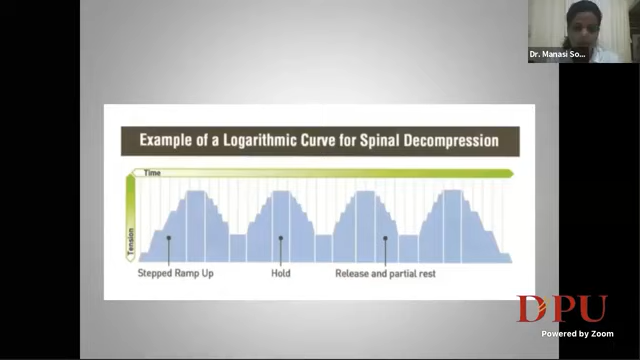 Dr. Manasi So...
Example of a Logarithmic Curve for Spinal Decompression
Time
Tension
Stepped Ramp Up
Hold
Release and partial rest
DPU
Powered by Zoom